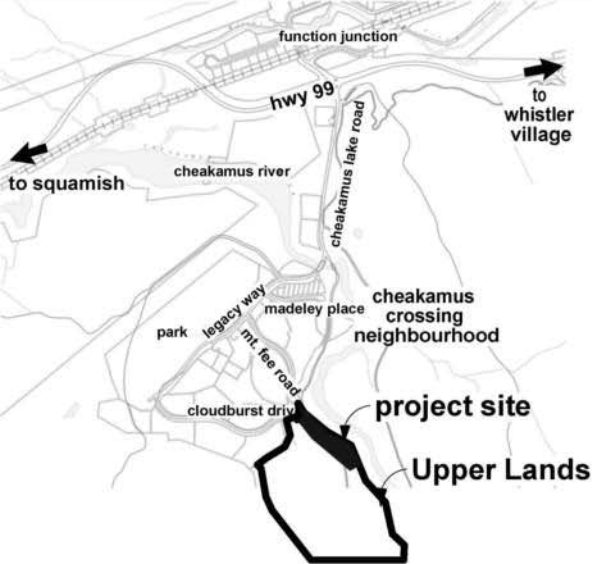 function junction
hwy 99
to
whistler
village
cheakamus lake road
to squamish
cheakamus river
legacy way
madeley place
cheakamus
crossing
neighbourhood
park
mt. fee road
cloudburst driv
project site
Upper Lands